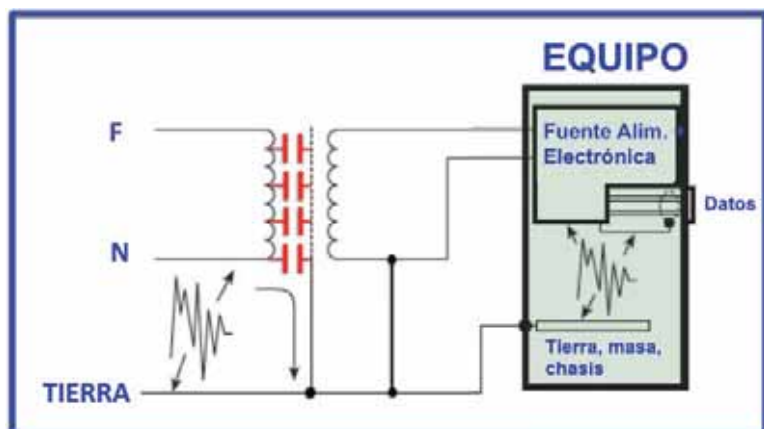 EQUIPO
F
Fuente Alim.
Electrónica
Datos
N
Tierra, masa,
chasis
TIERRA